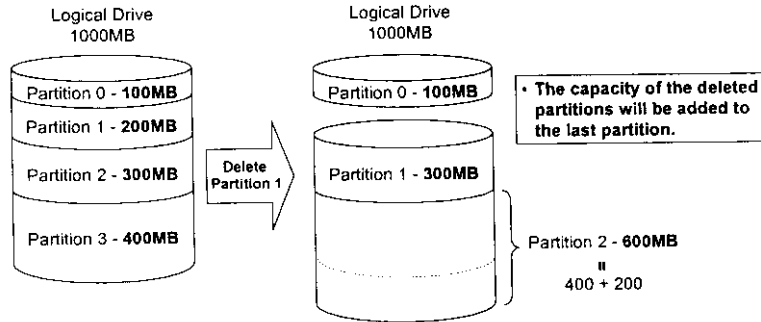 Logical Drive
1000MB
Partition 0 - 100MB
Partition 1 - 200MB
Partition 2 - 300MB
Partition 3 - 400MB
Delete
Partition 1
Logical Drive
1000MB
Partition 0 - 100MB
Partition 1 - 300MB
Partition 2 - 600MB
=
400 + 200
• The capacity of the deleted
partitions will be added to
the last partition.